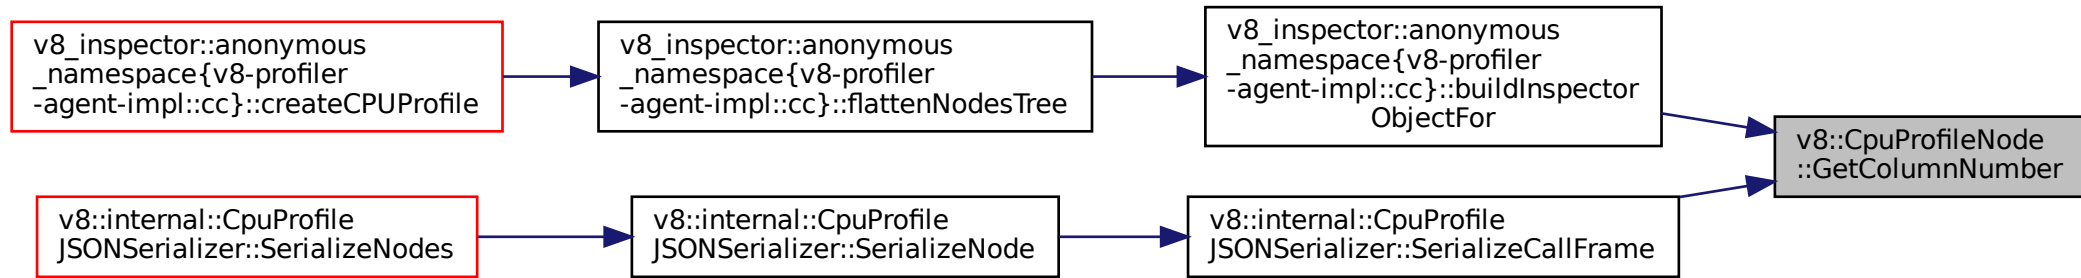 v8_inspector::anonymous
_namespace{v8-profiler
-agent-impl::cc}::createCPUProfile
v8_inspector::anonymous
_namespace{v8-profiler
-agent-impl::cc}::flattenNodesTree
v8_inspector::anonymous
_namespace{v8-profiler
-agent-impl::cc}::buildInspector
ObjectFor
v8::CpuProfileNode
::GetColumnNumber
v8::internal::CpuProfile
JSONSerializer::SerializeNodes
v8::internal::CpuProfile
JSONSerializer::SerializeNode
v8::internal::CpuProfile
JSONSerializer::SerializeCallFrame